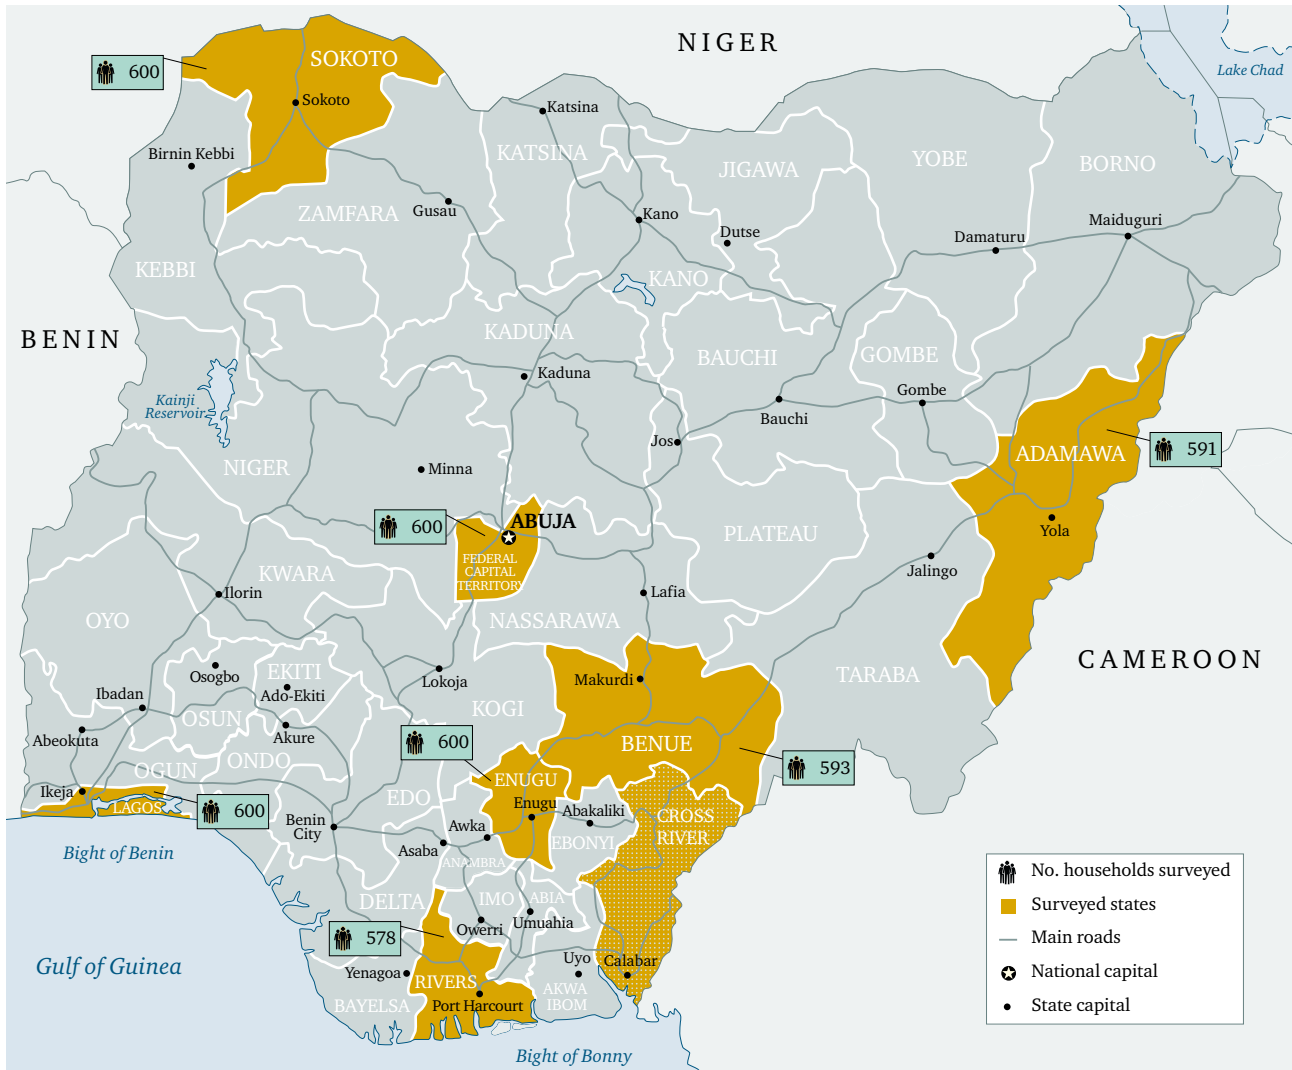 NIGER
Lake Chad
SOKOTO
600
Sokoto
Katsina
KATSINA
Birnin Kebbi
JIGAWA
YOBE
BORNO
ZAMFARA
Gusau
Kano
Dutse
Damaturu
Maiduguri
KEBBI
KANO
BENIN
KADUNA
BAUCHI
GOMBE
Kaduna
Kainji
Reservoir
Gombe
Bauchi
Jos
ADAMAWA
591
NIGER
Minna
600
ABUJA
PLATEAU
Yola
FEDERAL
CAPITAL
TERRITORY
KWARA
Jalingo
Ilorin
Lafia
OYO
NASSARAWA
CAMEROON
EKITI
Osogbo
Ado-Ekiti
Lokoja
Makurdi
TARABA
Ibadan
OSUN
KOGI
Abeokuta
Akure
600
BENUE
ONDO
OGUN
593
ENUGU
Ikeja
LAGOS
600
EDO
Enugu
Abakaliki
CROSS
RIVER
Benin
City
Awka
EBONYI
Asaba
ANAMBRA
Bight of Benin
DELTA
IMO
ABIA
Owerri
Umuahia
578
Gulf of Guinea
Yenagoa
RIVERS
Uyo
Calabar
BAYELSA
Port Harcourt
AKWA
IBOM
Bight of Bonny
No. households surveyed
Surveyed states
Main roads
National capital
State capital